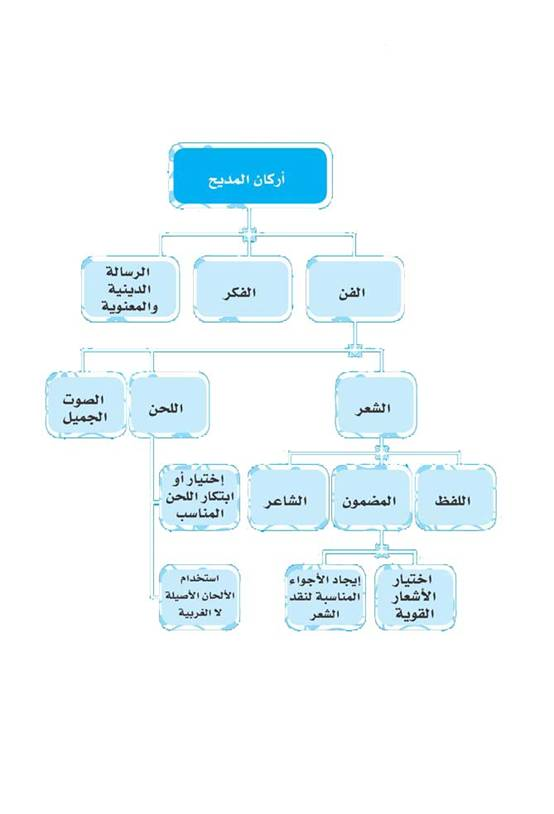 أركان المديح
الفن
الفكر
الرسالة
الدينية
والمعنوية
الشعر
اللحن
الصوت
الجميل
اللفظ
المضمون
الشاعر
إختيار أو
ابتكار اللحن
المناسب
اختيار
الأشعار
القوية
إيجاد الأجواء
المناسبة لنقد
الشعر
استخدام
الألحان الأصيلة
لا الغربية